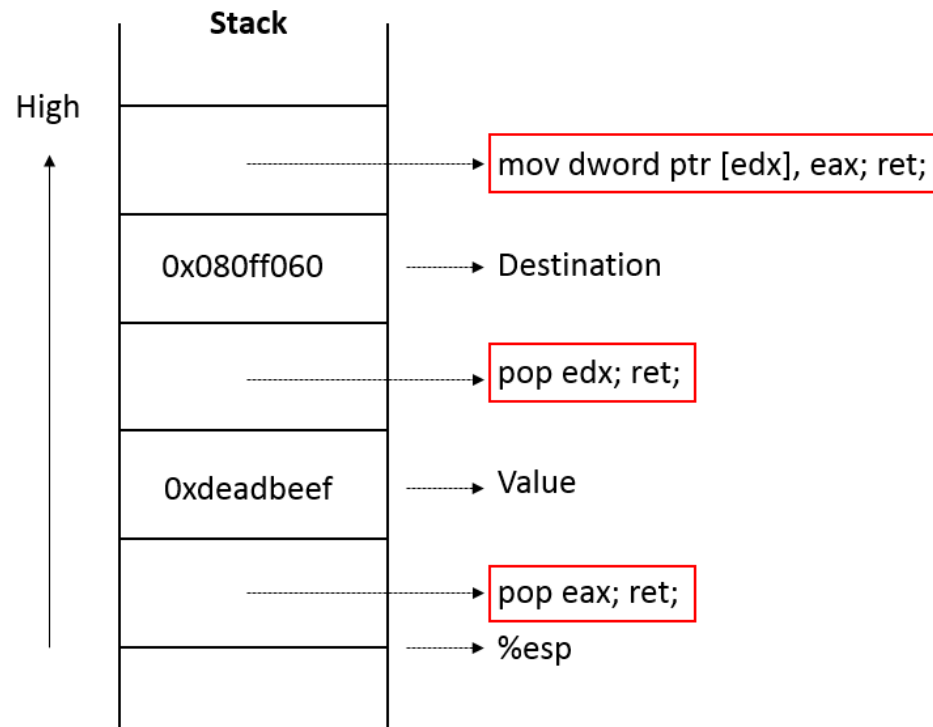 Stack
High
mov dword ptr [edx], eax; ret;
0x080ff060
Destination
pop edx; ret;
0xdeadbeef
Value
pop eax; ret;
%esp